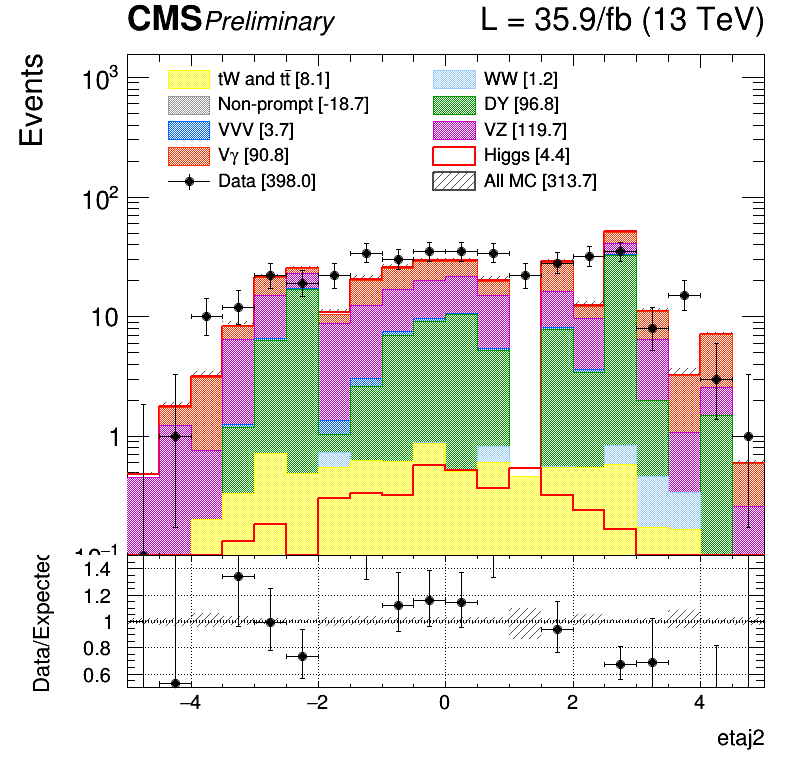 CMS Preliminary L = 35.9/fb (13 TeV)
Events
10³
10²
10
1
10⁻¹
tW and tt̄ [8.1]
WW [1.2]
Non-prompt [-18.7]
DY [96.8]
VVV [3.7]
VZ [119.7]
Vγ [90.8]
Higgs [4.4]
Data [398.0]
All MC [313.7]
Data/Expected
1.4
1.2
1
0.8
0.6
−4 −2 0 2 4
etaj2